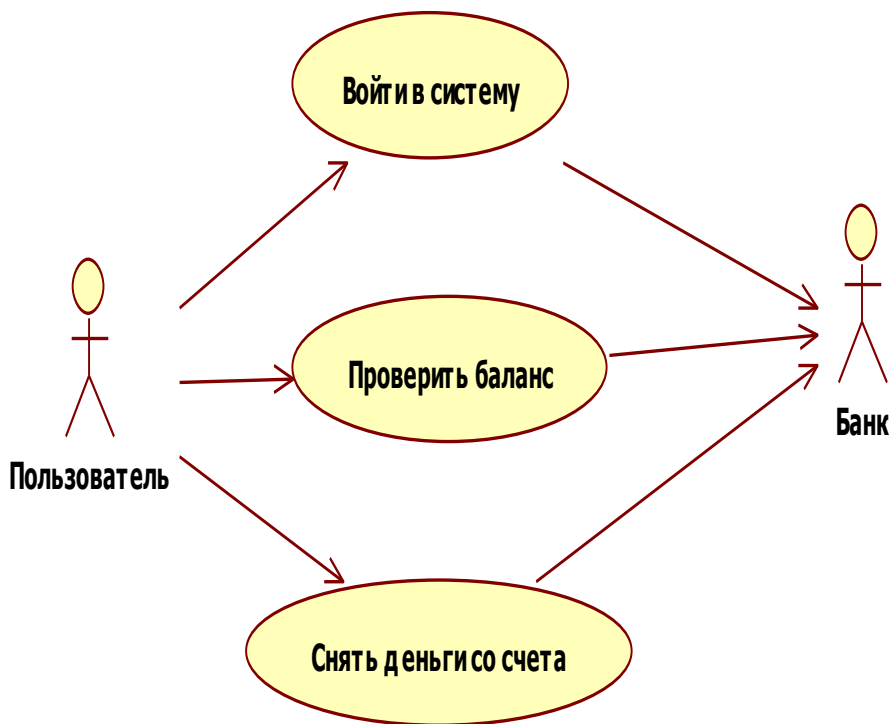 Войти в систему
Проверить баланс
Банк
Пользователь
Снять деньги со счета